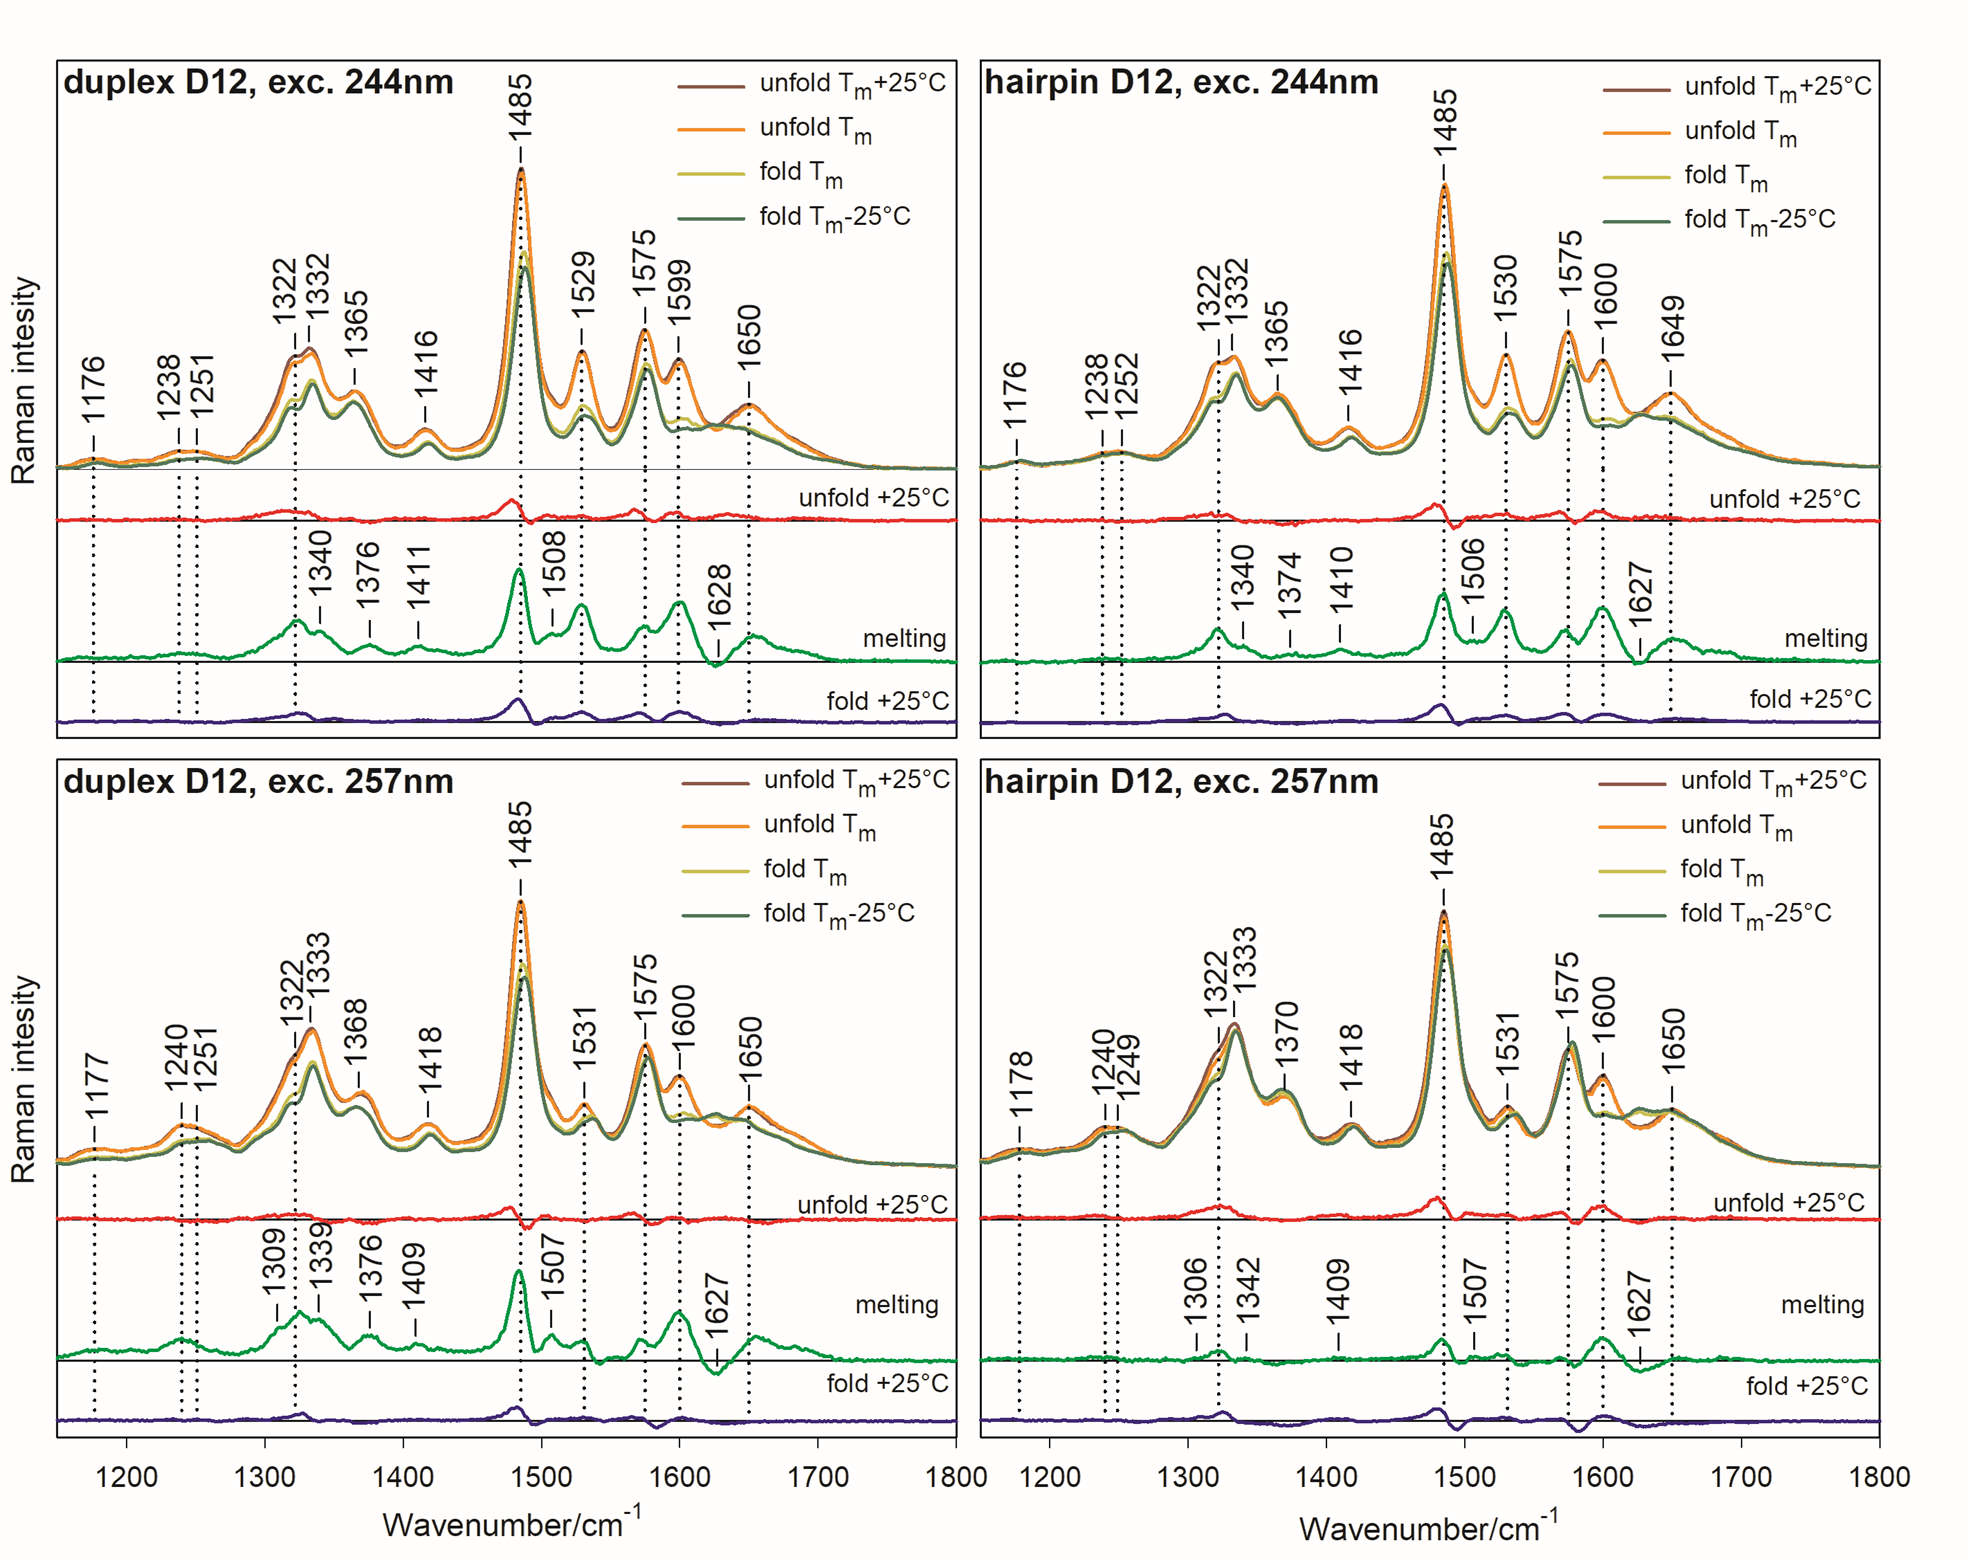 duplex D12, exc. 244nm
unfold Tm+25°C
unfold Tm
fold Tm
fold Tm-25°C
1176
1238
1251
1322
1332
1365
1416
1485
1529
1575
1599
1650
Raman intesity
unfold +25°C
1340
1376
1411
1508
1628
melting
fold +25°C
hairpin D12, exc. 244nm
unfold Tm+25°C
unfold Tm
fold Tm
fold Tm-25°C
1176
1238
1252
1322
1332
1365
1416
1485
1530
1575
1600
1649
unfold +25°C
1340
1374
1410
1506
1627
melting
fold +25°C
duplex D12, exc. 257nm
unfold Tm+25°C
unfold Tm
fold Tm
fold Tm-25°C
1177
1240
1251
1322
1333
1368
1418
1485
1531
1575
1600
1650
Raman intesity
unfold +25°C
1309
1339
1376
1409
1507
1627
melting
fold +25°C
1200 1300 1400 1500 1600 1700 1800
Wavenumber/cm-1
hairpin D12, exc. 257nm
unfold Tm+25°C
unfold Tm
fold Tm
fold Tm-25°C
1178
1240
1249
1322
1333
1370
1418
1485
1531
1575
1600
1650
unfold +25°C
1306
1342
1409
1507
1627
melting
fold +25°C
1200 1300 1400 1500 1600 1700 1800
Wavenumber/cm-1